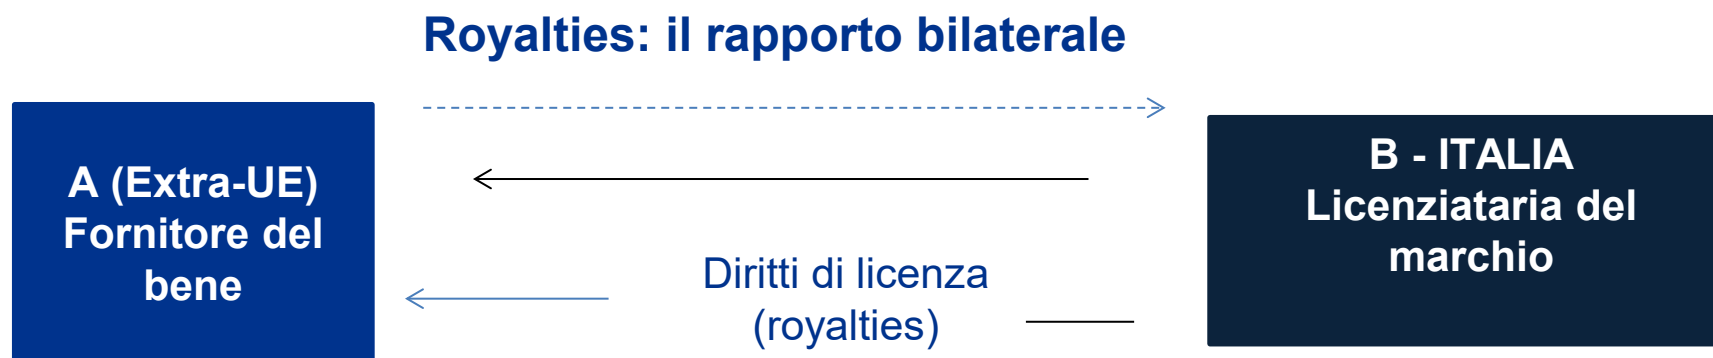 Royalties: il rapporto bilaterale
A (Extra-UE)
Fornitore del
bene
B - ITALIA
Licenziataria del
marchio
Diritti di licenza
(royalties)